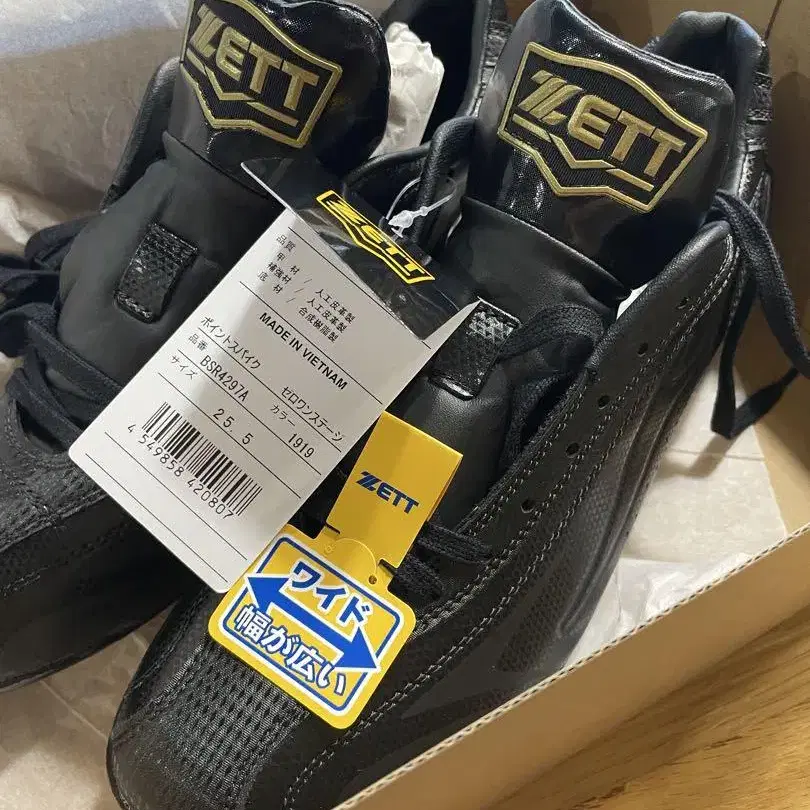 ZETT
ZETT
ZETT
品質
甲材/人工皮革製
補強材/人工皮革製
底材/合成樹脂製
MADE IN VIETNAM
ポイントスパイク ゼロワンステージ
品番 BSR4297A
サイズ 25.5 カラー 1919
4 549858 420807
ZETT
ワイド
幅が広い